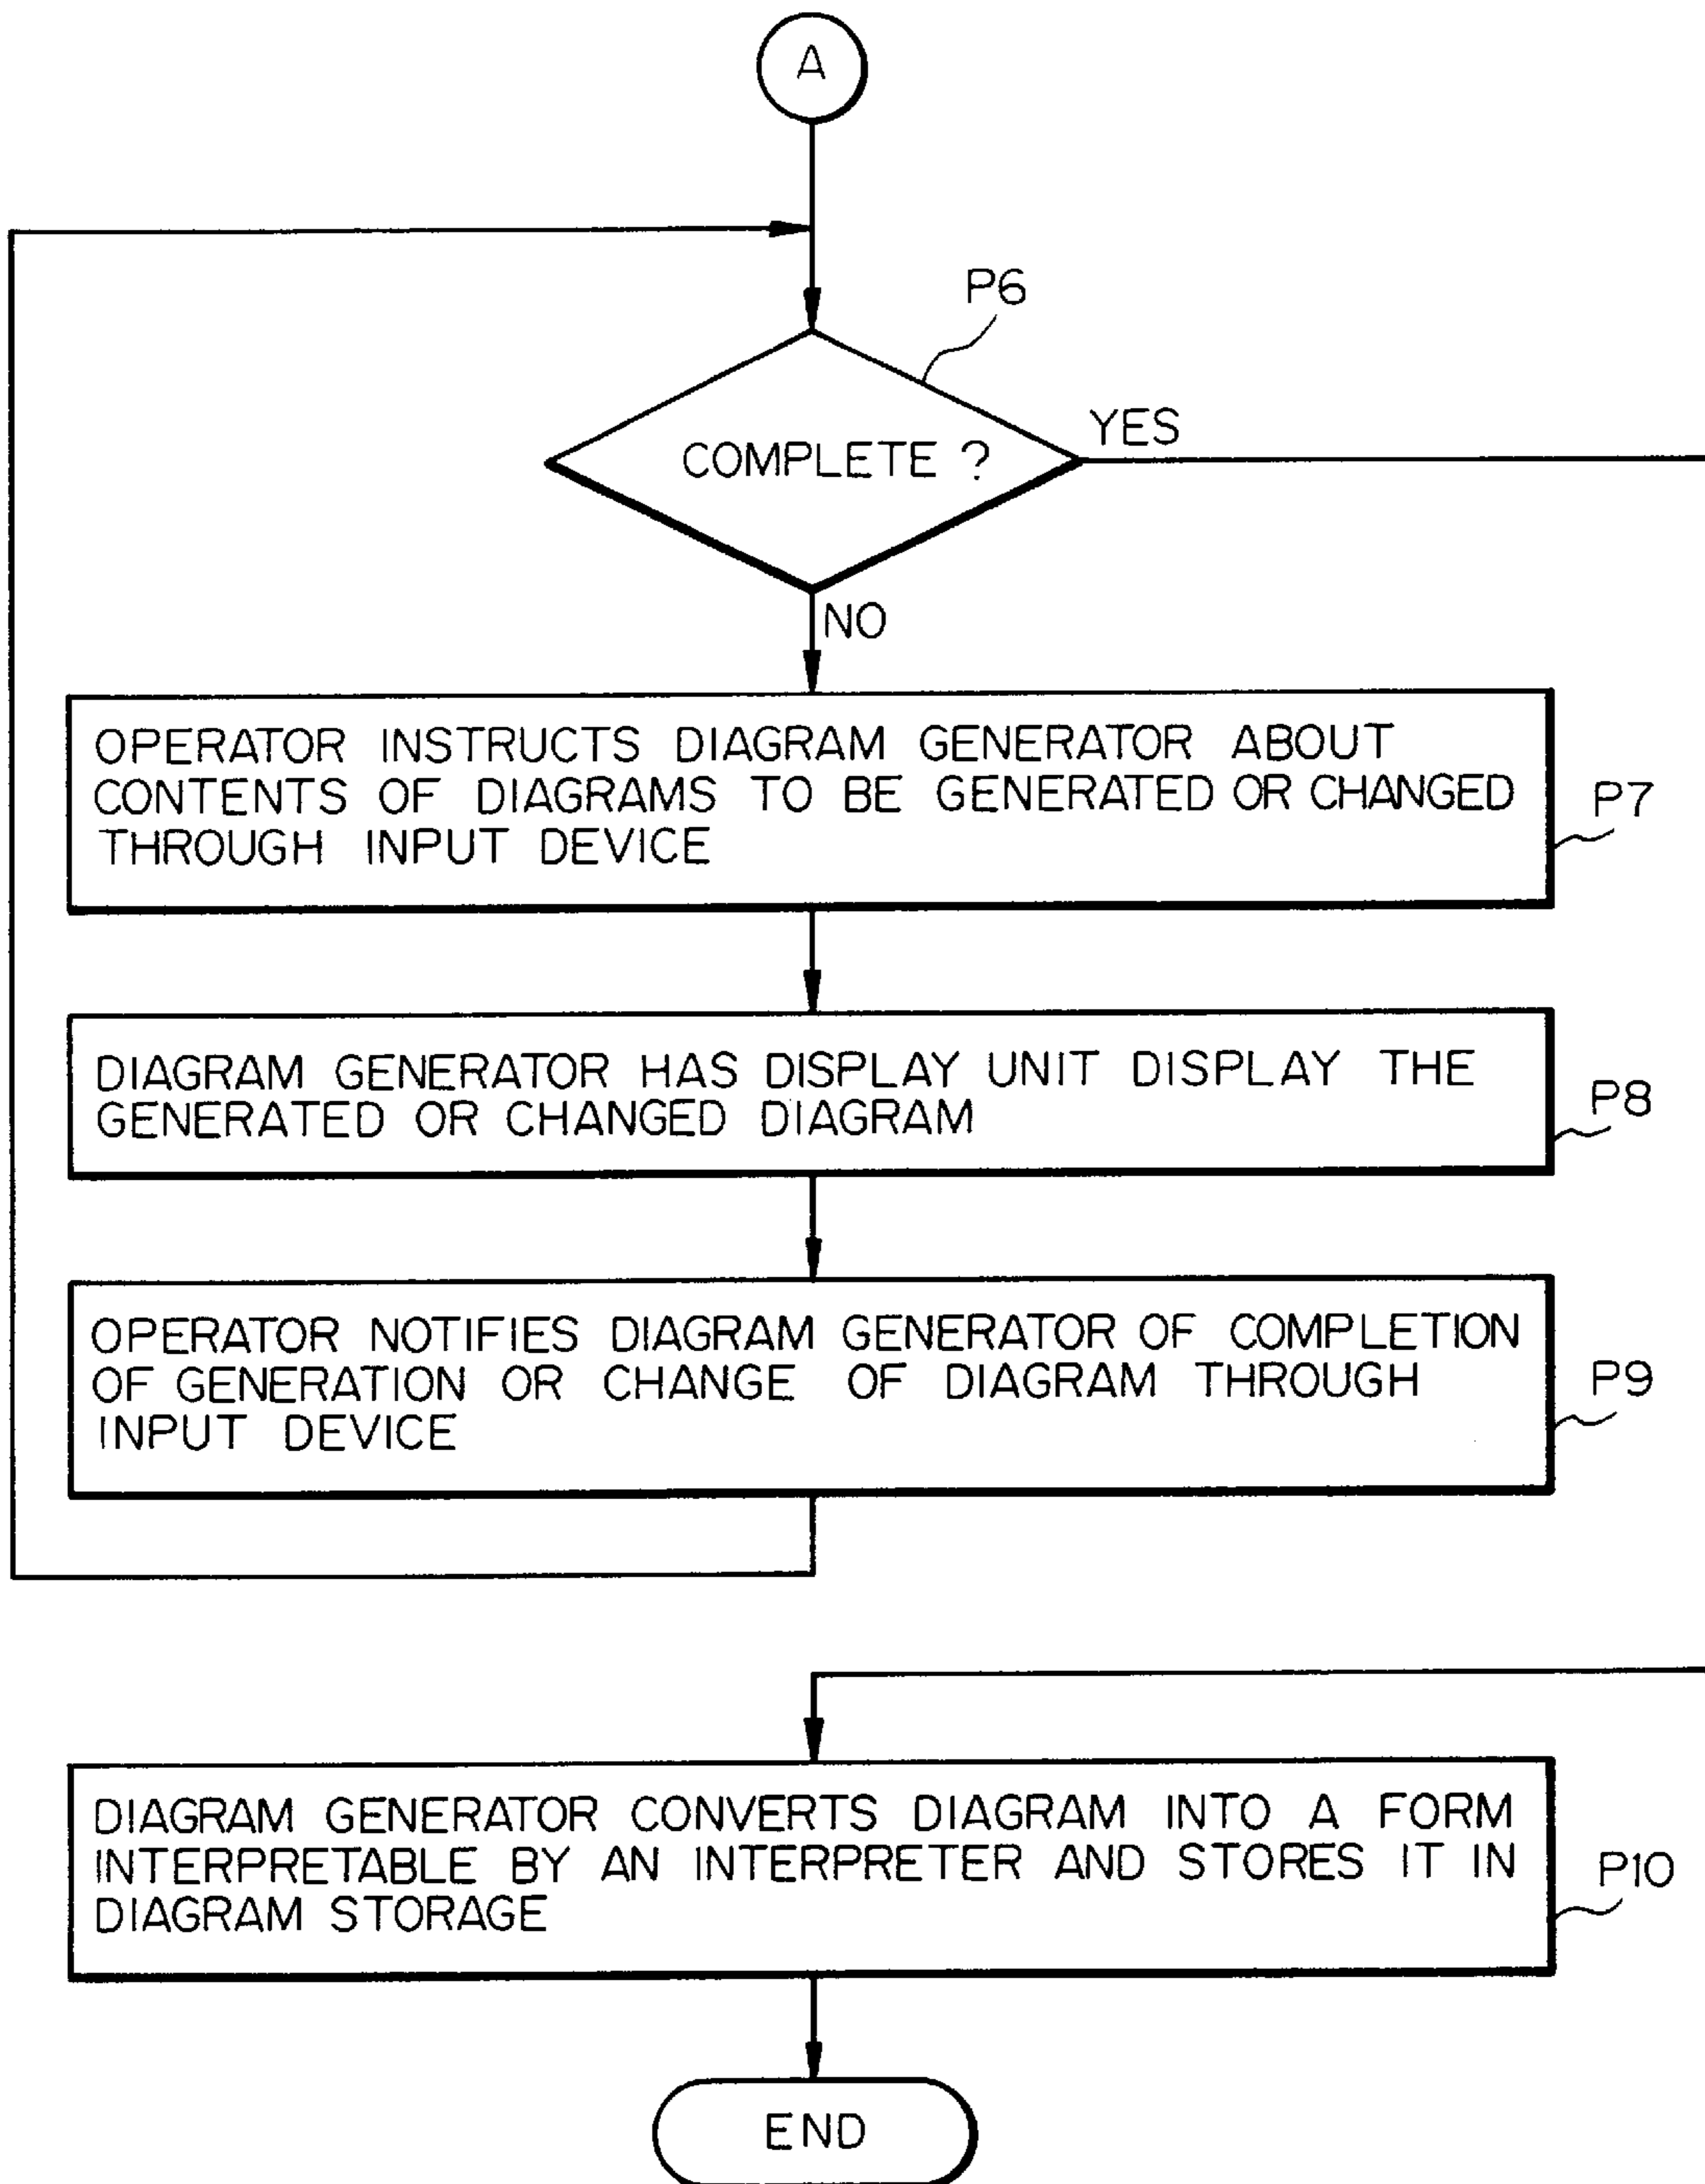 A
P6
COMPLETE ?
YES
NO
OPERATOR INSTRUCTS DIAGRAM GENERATOR ABOUT
CONTENTS OF DIAGRAMS TO BE GENERATED OR CHANGED
THROUGH INPUT DEVICE
P7
DIAGRAM GENERATOR HAS DISPLAY UNIT DISPLAY THE
GENERATED OR CHANGED DIAGRAM
P8
OPERATOR NOTIFIES DIAGRAM GENERATOR OF COMPLETION
OF GENERATION OR CHANGE OF DIAGRAM THROUGH
INPUT DEVICE
P9
DIAGRAM GENERATOR CONVERTS DIAGRAM INTO A FORM
INTERPRETABLE BY AN INTERPRETER AND STORES IT IN
DIAGRAM STORAGE
P10
END